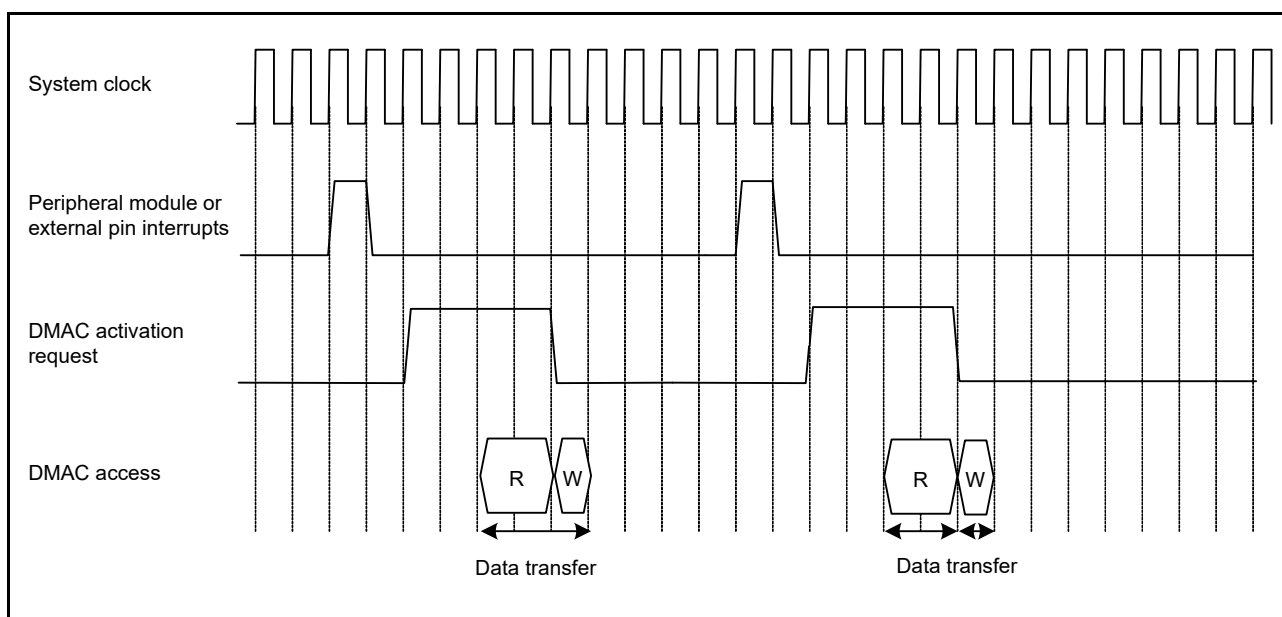 System clock
Peripheral module or
external pin interrupts
DMAC activation
request
DMAC access
R
W
R
W
Data transfer
Data transfer